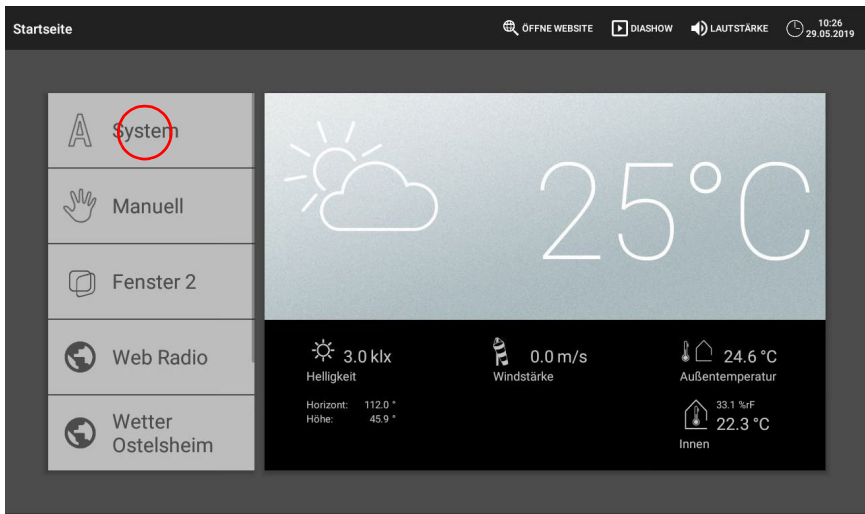 Startseite
ÖFFNE WEBSITE
DIASHOW
LAUTSTÄRKE
10:26
29.05.2019
System
Manuell
Fenster 2
Web Radio
Wetter
Ostelsheim
25°C
3.0 klx
Helligkeit
Horizont: 112.0 °
Höhe: 45.9 °
0.0 m/s
Windstärke
24.6 °C
Außentemperatur
33.1 %rF
22.3 °C
Innen